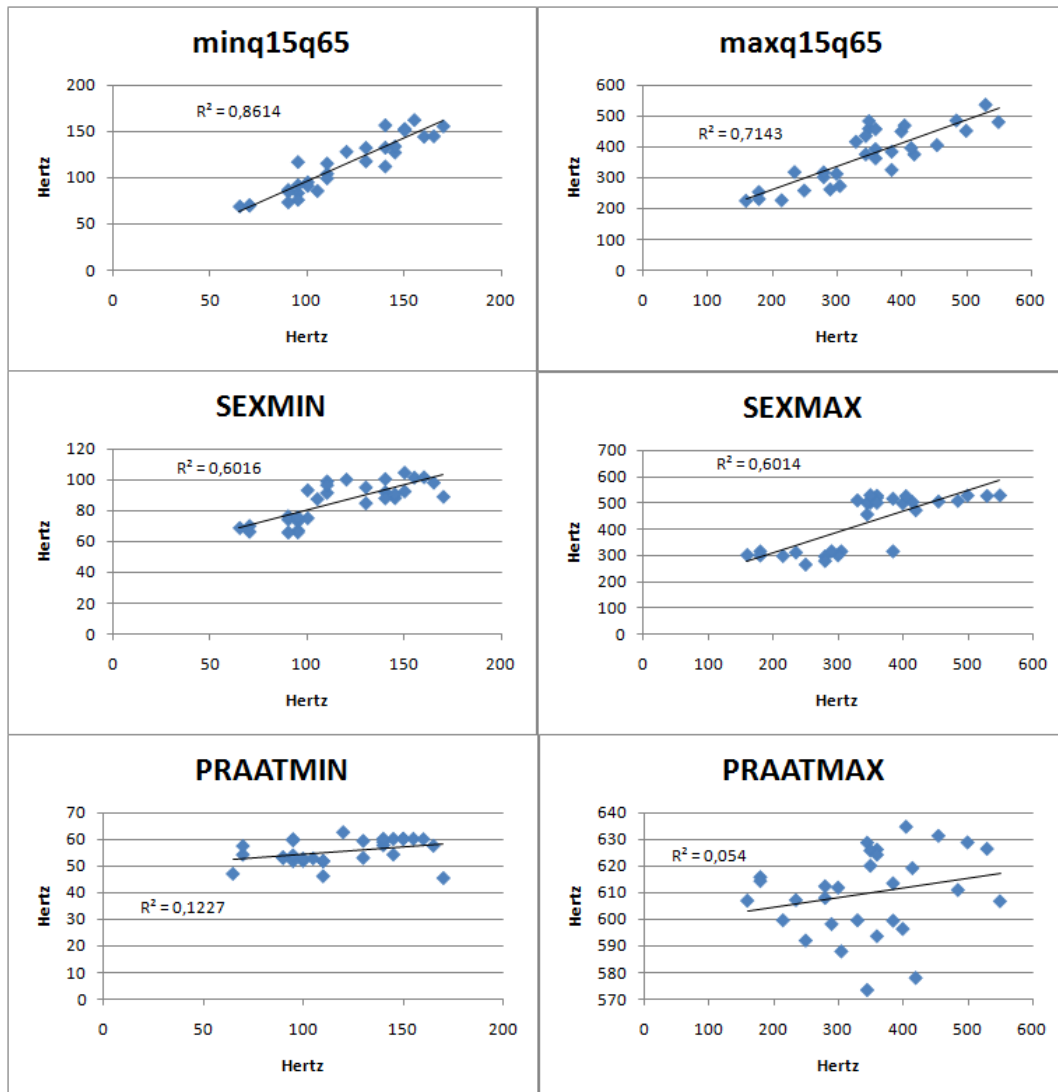 minq15q65
200
150
100
50
0
R² = 0,8614
Hertz
0 50 100 150 200
Hertz
maxq15q65
600
500
400
300
200
100
0
R² = 0,7143
Hertz
0 100 200 300 400 500 600
Hertz
SEXMIN
120
100
80
60
40
20
0
R² = 0,6016
Hertz
0 50 100 150 200
Hertz
SEXMAX
700
600
500
400
300
200
100
0
R² = 0,6014
Hertz
0 100 200 300 400 500 600
Hertz
PRAATMIN
70
60
50
40
30
20
10
0
R² = 0,1227
Hertz
0 50 100 150 200
Hertz
PRAATMAX
640
630
620
610
600
590
580
570
R² = 0,054
Hertz
0 100 200 300 400 500 600
Hertz